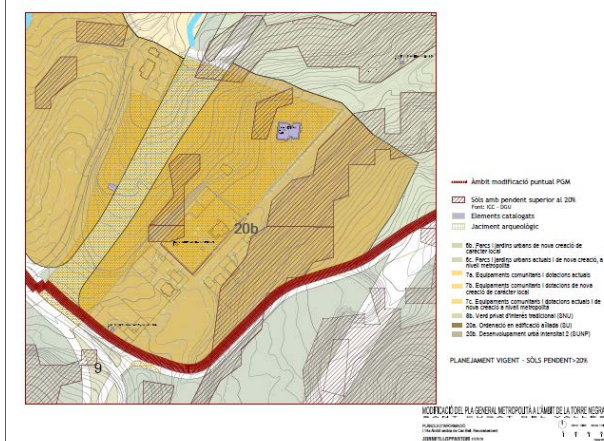 20b
9
Àmbit modificació puntual PGM
Sòls amb pendent superior al 20%
Font: ICC - DGU
Elements catalogats
Jaciment arqueològic
6b. Parcs i jardins urbans de nova creació de
caràcter local
6c. Parcs i jardins urbans actuals i de nova creació, a
nivell metropolità
7a. Equipaments comunitaris i dotacions actuals
7b. Equipaments comunitaris i dotacions de nova
creació de caràcter local
7c. Equipaments comunitaris i dotacions actuals i de
nova creació a nivell metropolità
8b. Verd privat d'interès tradicional (SNU)
20a. Ordenació en edificació aïllada (SU)
20b. Desenvolupament urbà intensitat 2 (SUNP)
PLANEJAMENT VIGENT - SÒLS PENDENT>20%
MODIFICACIÓ DEL PLA GENERAL METROPOLITÀ A L'ÀMBIT DE LA TORRE NEGRA